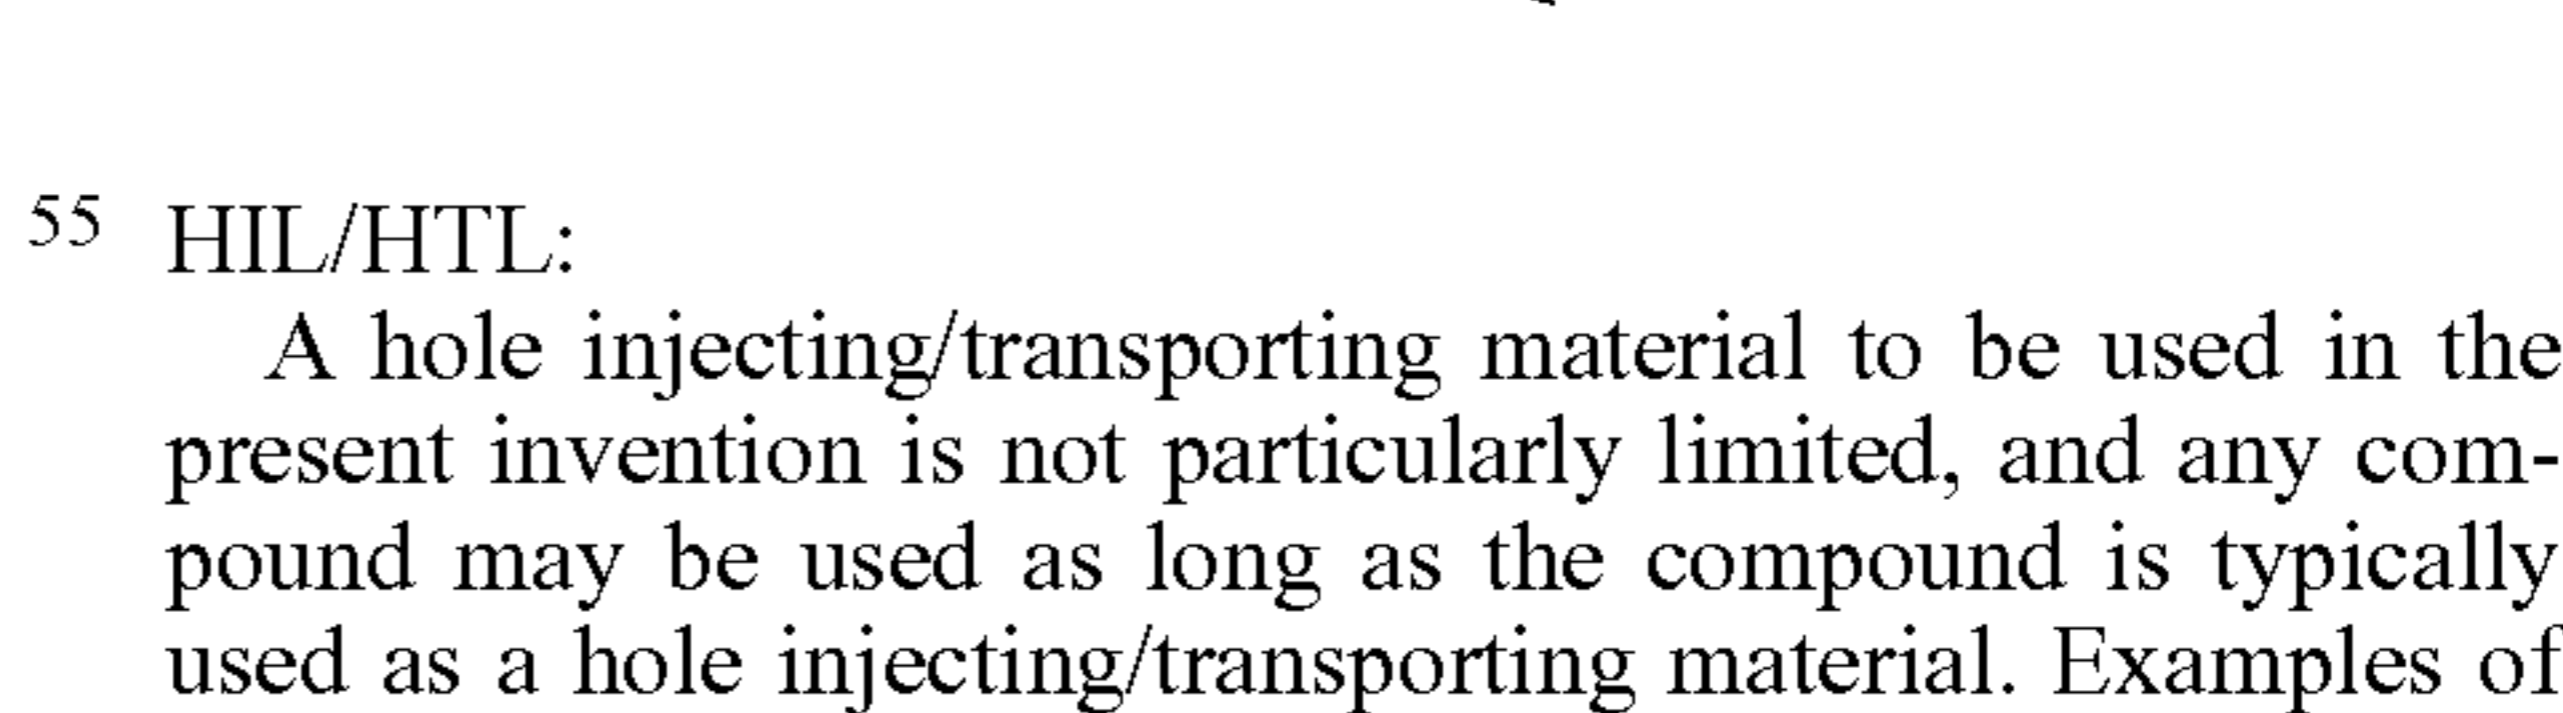 55 HIL/HTL:
A hole injecting/transporting material to be used in the
present invention is not particularly limited, and any com-
pound may be used as long as the compound is typically
used as a hole injecting/transporting material. Examples of